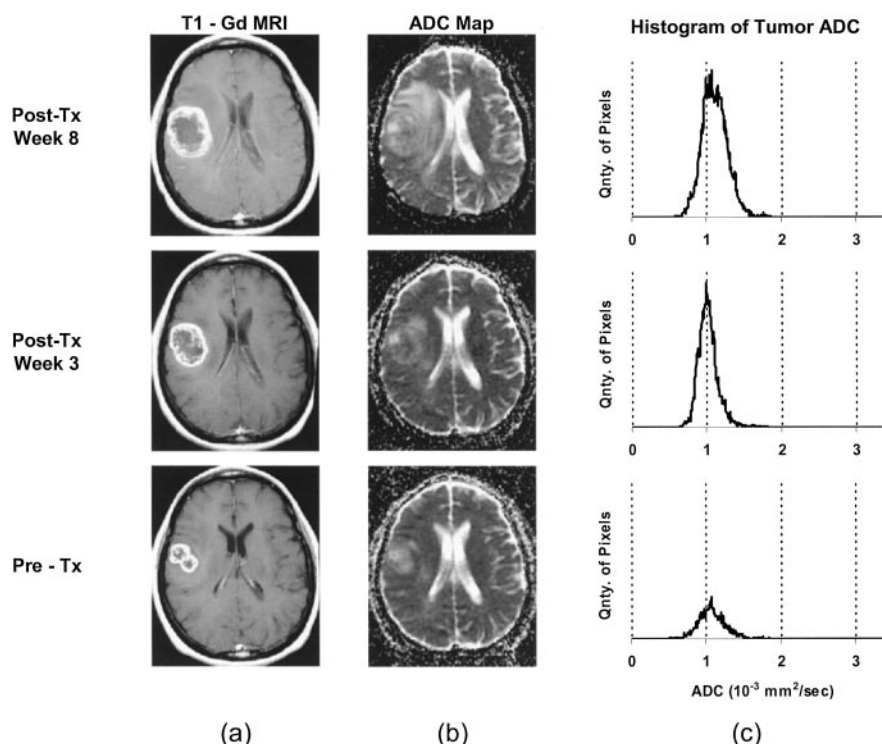 T1 - Gd MRI
ADC Map
Histogram of Tumor ADC
Post-Tx
Week 8
Qnty. of Pixels
0 1 2 3
Post-Tx
Week 3
Qnty. of Pixels
0 1 2 3
Pre - Tx
Qnty. of Pixels
0 1 2 3
ADC (10⁻³ mm²/sec)
(a) (b) (c)